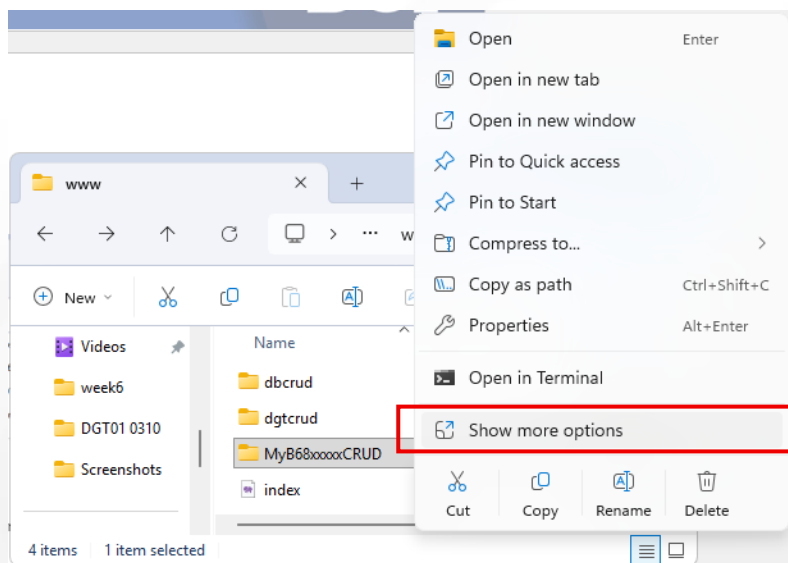 Open Enter
Open in new tab
Open in new window
Pin to Quick access
Pin to Start
Compress to...
Copy as path Ctrl+Shift+C
Properties Alt+Enter
Open in Terminal
Show more options
Cut Copy Rename Delete
www
... w
New
Videos
week6
DGT01 0310
Screenshots
Name
dbcrud
dgtcrud
MyB68xxxxxCRUD
index
4 items 1 item selected